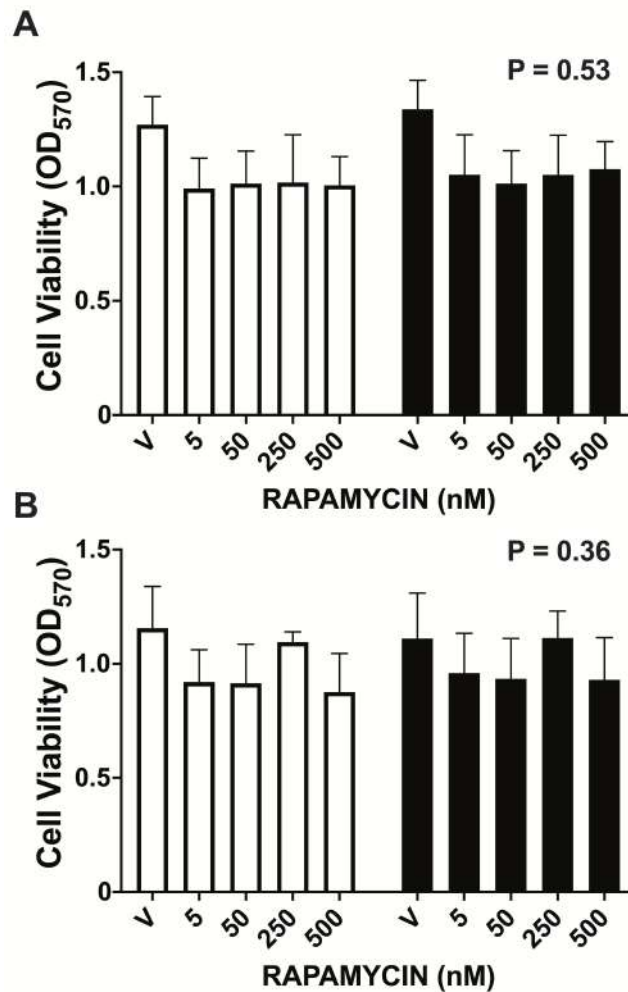 A
P = 0.53
Cell Viability (OD570)
1.5
1.0
0.5
0
V 5 50 250 500 V 5 50 250 500
RAPAMYCIN (nM)
B
P = 0.36
Cell Viability (OD570)
1.5
1.0
0.5
0
V 5 50 250 500 V 5 50 250 500
RAPAMYCIN (nM)